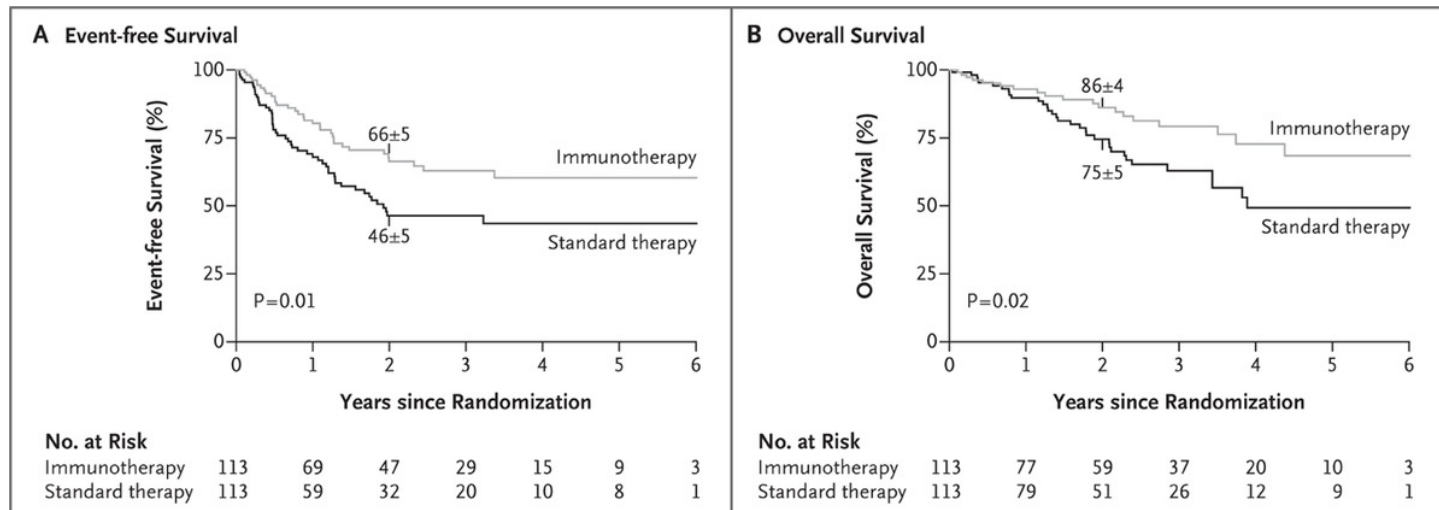 A Event-free Survival
Event-free Survival (%)
100
75
50
25
0
66±5
46±5
Immunotherapy
Standard therapy
P=0.01
0 1 2 3 4 5 6
Years since Randomization
No. at Risk
Immunotherapy 113 69 47 29 15 9 3
Standard therapy 113 59 32 20 10 8 1
B Overall Survival
Overall Survival (%)
100
75
50
25
0
86±4
75±5
Immunotherapy
Standard therapy
P=0.02
0 1 2 3 4 5 6
Years since Randomization
No. at Risk
Immunotherapy 113 77 59 37 20 10 3
Standard therapy 113 79 51 26 12 9 1